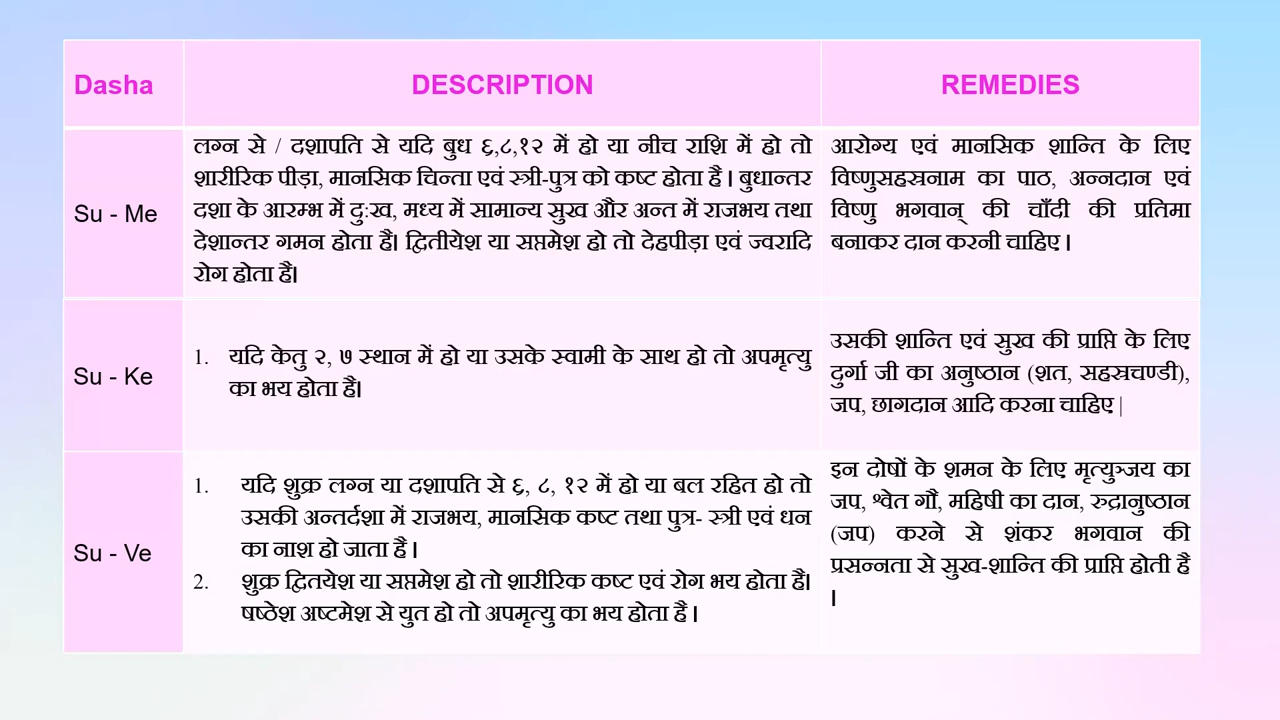 Dasha DESCRIPTION REMEDIES
Su - Me
लग्न से / दशापति से यदि बुध ६,८,१२ में हो या नीच राशि में हो तो
शारीरिक पीड़ा, मानसिक चिन्ता एवं स्त्री-पुत्र को कष्ट होता है । बुधान्तर
दशा के आरम्भ में दुःख, मध्य में सामान्य सुख और अन्त में राजभय तथा
देशान्तर गमन होता है। द्वितीयेश या सप्तमेश हो तो देहपीड़ा एवं ज्वरादि
रोग होता है।
आरोग्य एवं मानसिक शान्ति के लिए
विष्णुसहस्रनाम का पाठ, अन्नदान एवं
विष्णु भगवान् की चाँदी की प्रतिमा
बनाकर दान करनी चाहिए ।
Su - Ke
1. यदि केतु २, ७ स्थान में हो या उसके स्वामी के साथ हो तो अपमृत्यु
का भय होता है।
उसकी शान्ति एवं सुख की प्राप्ति के लिए
दुर्गा जी का अनुष्ठान (शत, सहस्रचण्डी),
जप, छागदान आदि करना चाहिए |
Su - Ve
1. यदि शुक्र लग्न या दशापति से ६, ८, १२ में हो या बल रहित हो तो
उसकी अन्तर्दशा में राजभय, मानसिक कष्ट तथा पुत्र- स्त्री एवं धन
का नाश हो जाता है ।
2. शुक्र द्वितयेश या सप्तमेश हो तो शारीरिक कष्ट एवं रोग भय होता है।
षष्ठेश अष्टमेश से युत हो तो अपमृत्यु का भय होता है ।
इन दोषों के शमन के लिए मृत्युञ्जय का
जप, श्वेत गौ, महिषी का दान, रुद्रानुष्ठान
(जप) करने से शंकर भगवान की
प्रसन्नता से सुख-शान्ति की प्राप्ति होती है
।